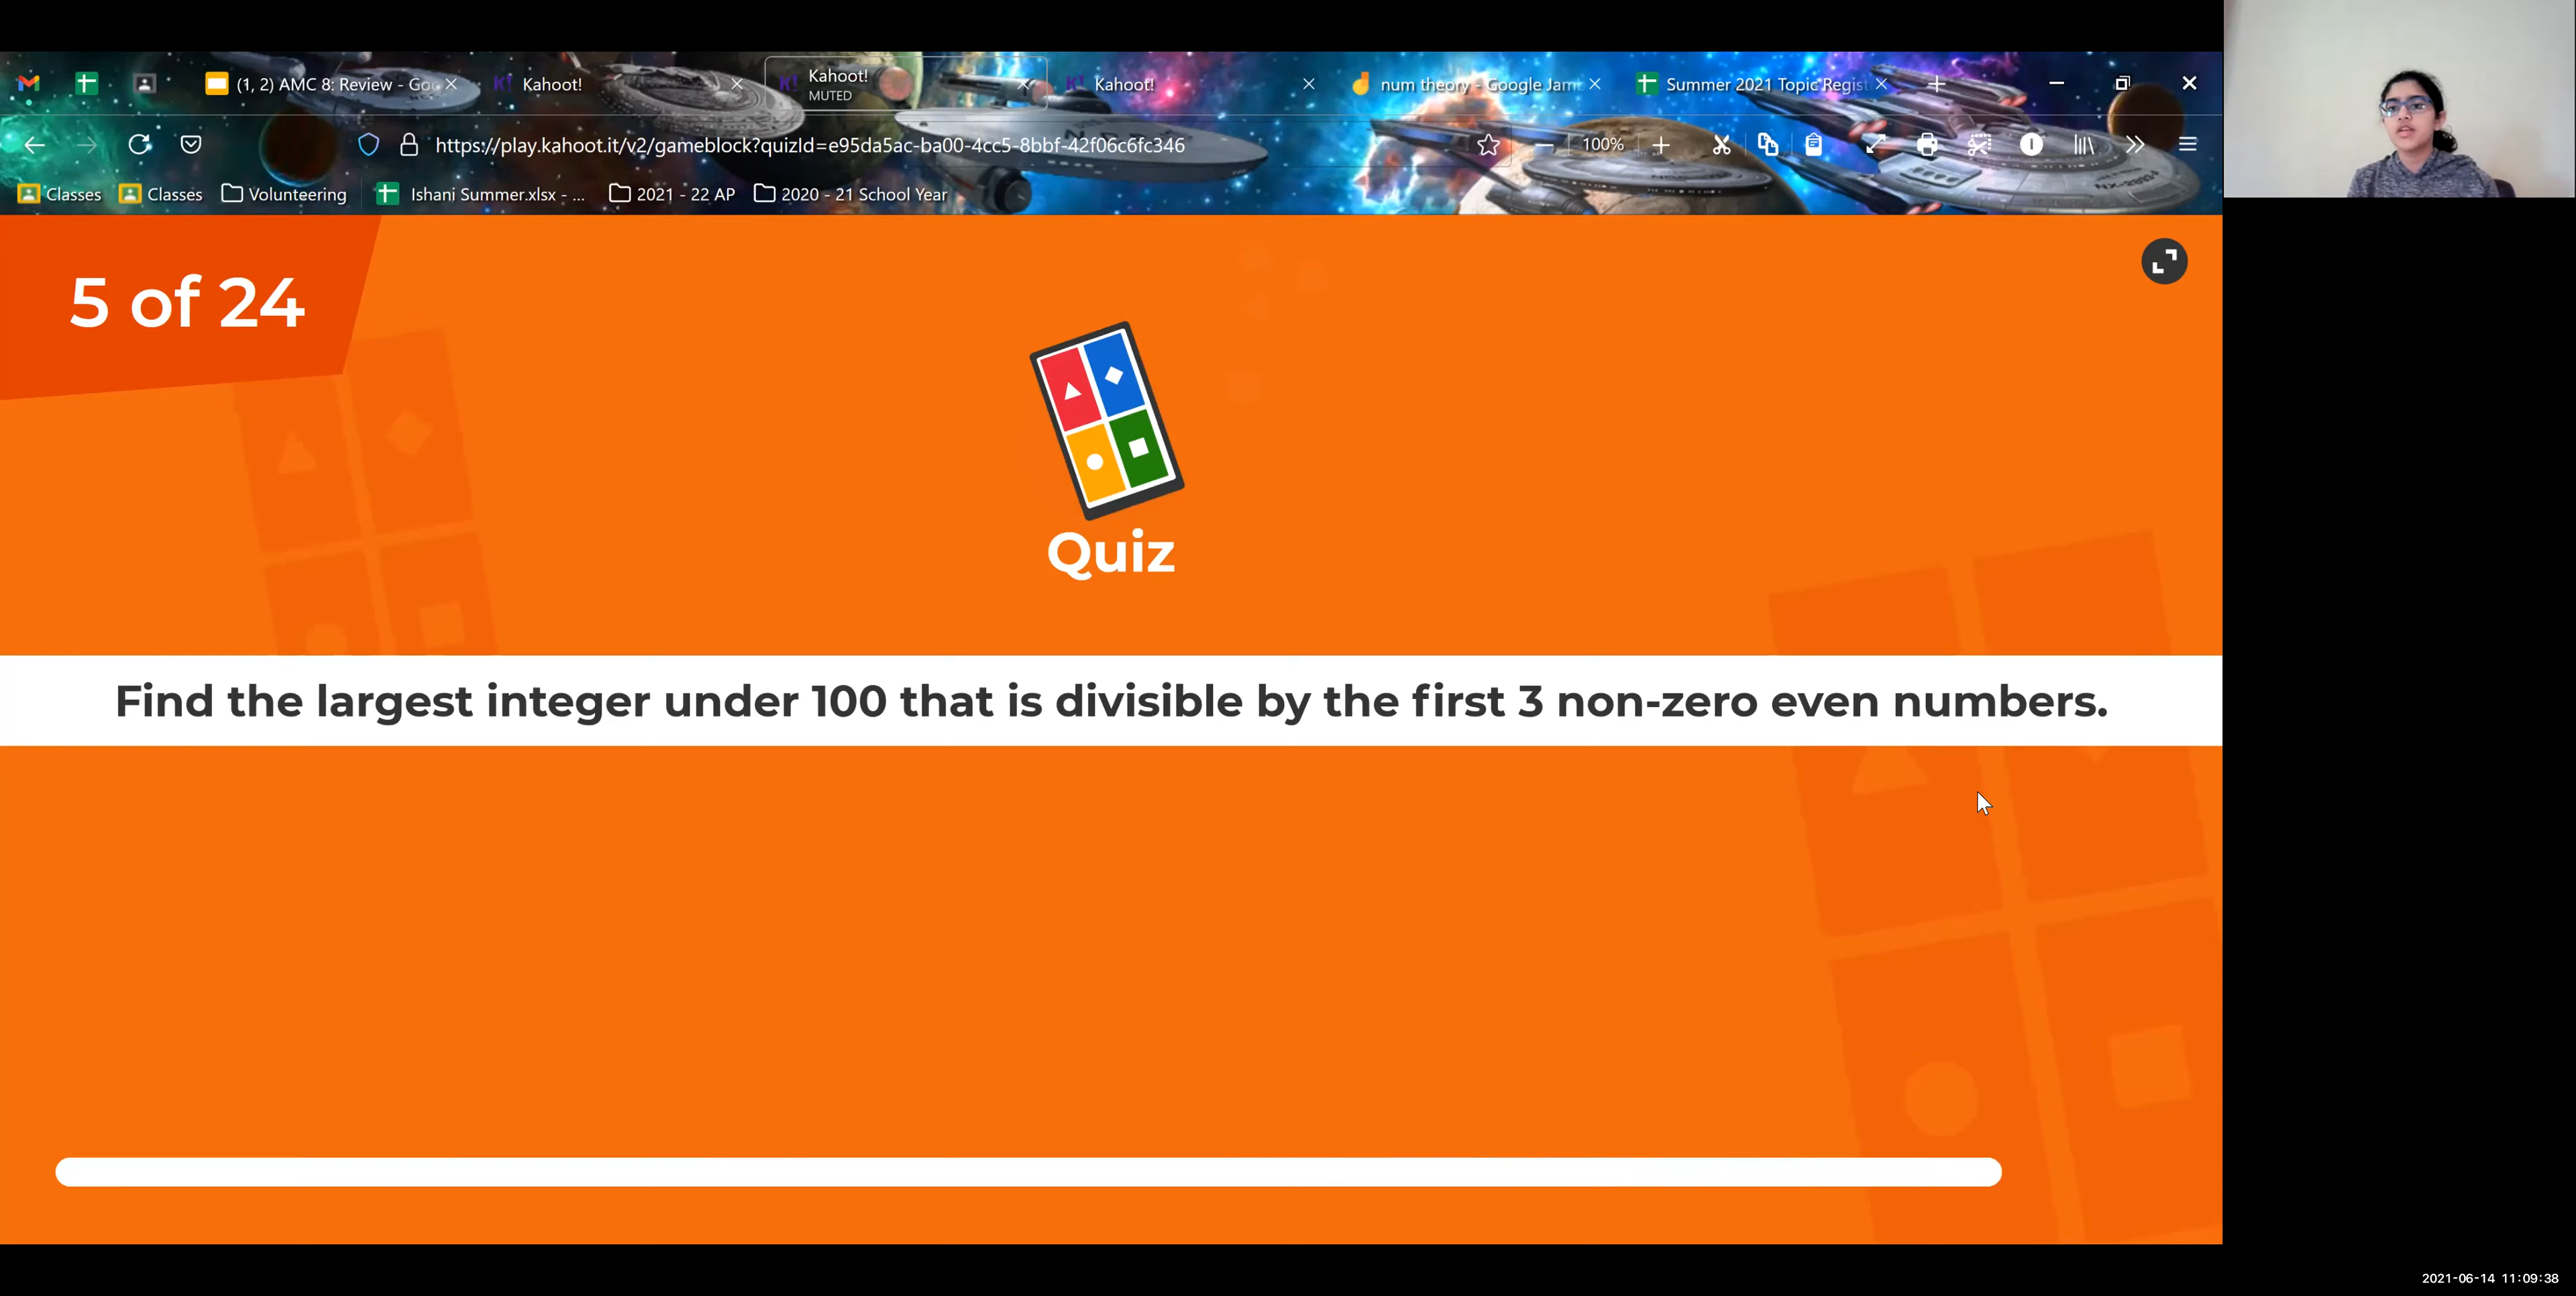 (1, 2) AMC 8: Review - Goo
Kahoot!
Kahoot!
MUTED
Kahoot!
num theory - Google Jam
Summer 2021 Topic Regist
https://play.kahoot.it/v2/gameblock?quizId=e95da5ac-ba00-4cc5-8bbf-42f06c6fc346
100%
Classes
Classes
Volunteering
Ishani Summer.xlsx - ...
2021 - 22 AP
2020 - 21 School Year
5 of 24
Quiz
Find the largest integer under 100 that is divisible by the first 3 non-zero even numbers.
2021-06-14 11:09:38